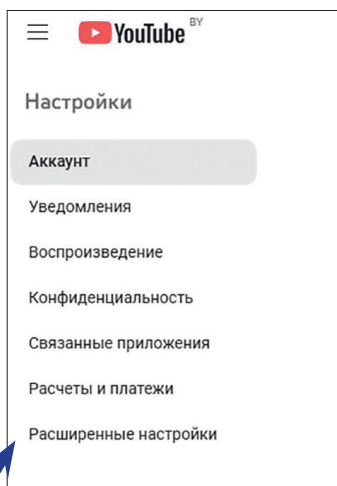 YouTube BY
Настройки
Аккаунт
Уведомления
Воспроизведение
Конфиденциальность
Связанные приложения
Расчеты и платежи
Расширенные настройки